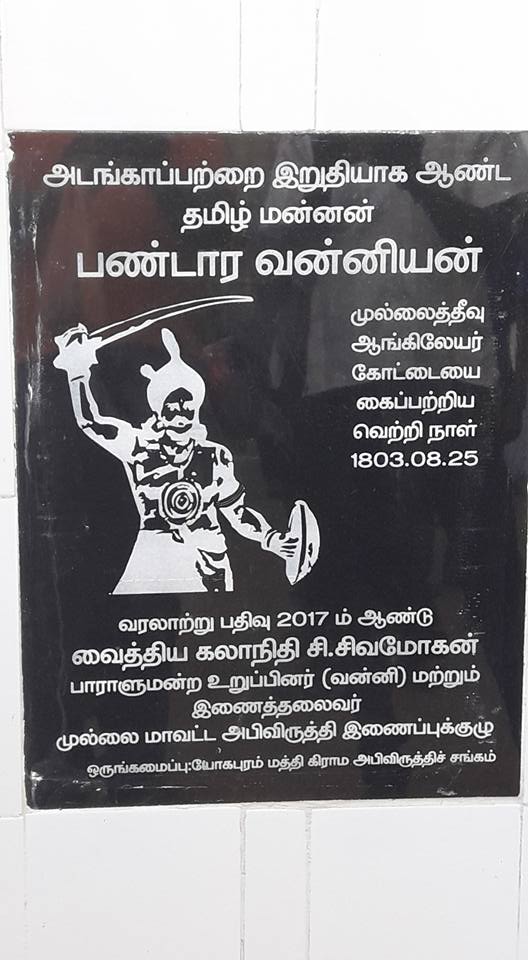 அடங்காப்பற்றை இறுதியாக ஆண்ட
தமிழ் மன்னன்
பண்டார வன்னியன்
முல்லைத்தீவு
ஆங்கிலேயர்
கோட்டையை
கைப்பற்றிய
வெற்றி நாள்
1803.08.25
வரலாற்று பதிவு 2017 ம் ஆண்டு
வைத்திய கலாநிதி சி.சிவமோகன்
பாராளுமன்ற உறுப்பினர் (வன்னி) மற்றும்
இணைத்தலைவர்
முல்லை மாவட்ட அபிவிருத்தி இணைப்புக்குழு
ஒருங்கமைப்பு:யோகபுரம் மத்தி கிராம அபிவிருத்திச் சங்கம்